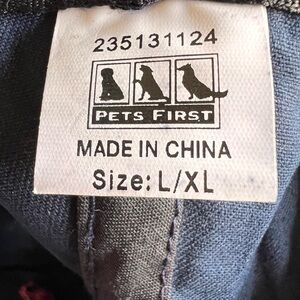 235131124
PETS FIRST
MADE IN CHINA
Size: L/XL